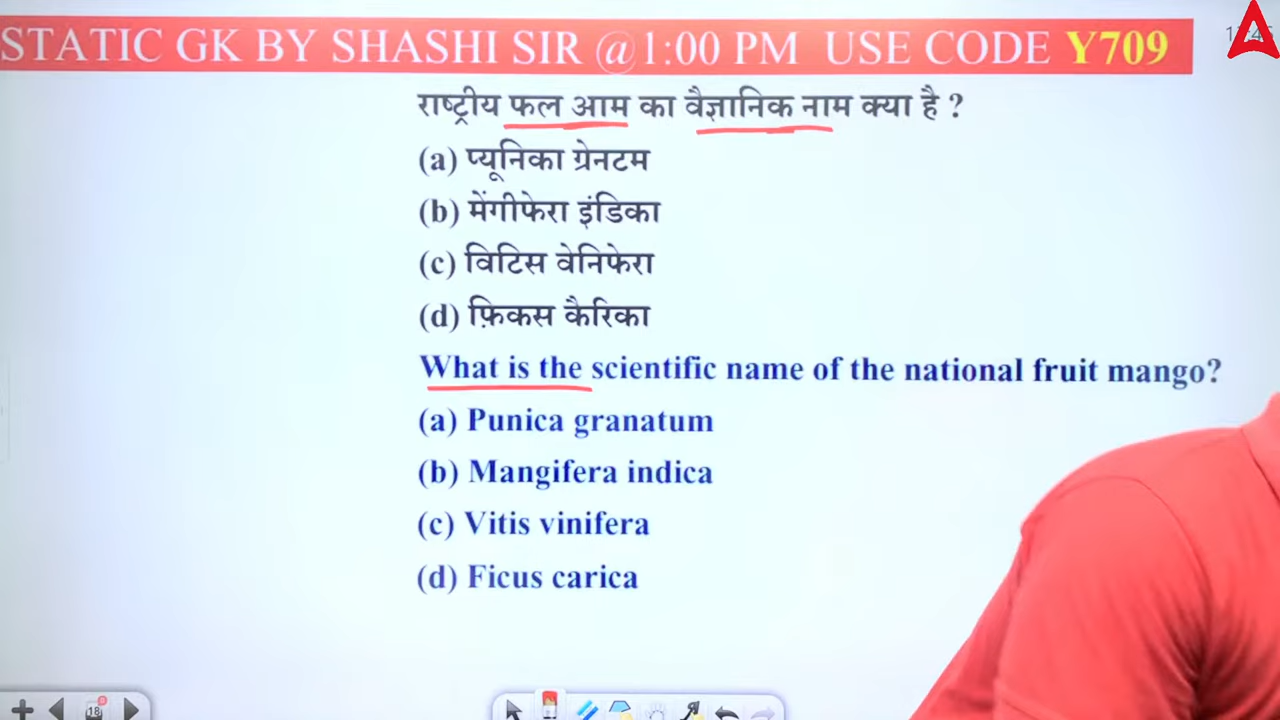 STATIC GK BY SHASHI SIR @1:00 PM USE CODE Y709
राष्ट्रीय फल आम का वैज्ञानिक नाम क्या है ?
(a) प्यूनिका ग्रेनटम
(b) मेंगीफेरा इंडिका
(c) विटिस वेनिफेरा
(d) फ़िकस कैरिका
What is the scientific name of the national fruit mango?
(a) Punica granatum
(b) Mangifera indica
(c) Vitis vinifera
(d) Ficus carica
18